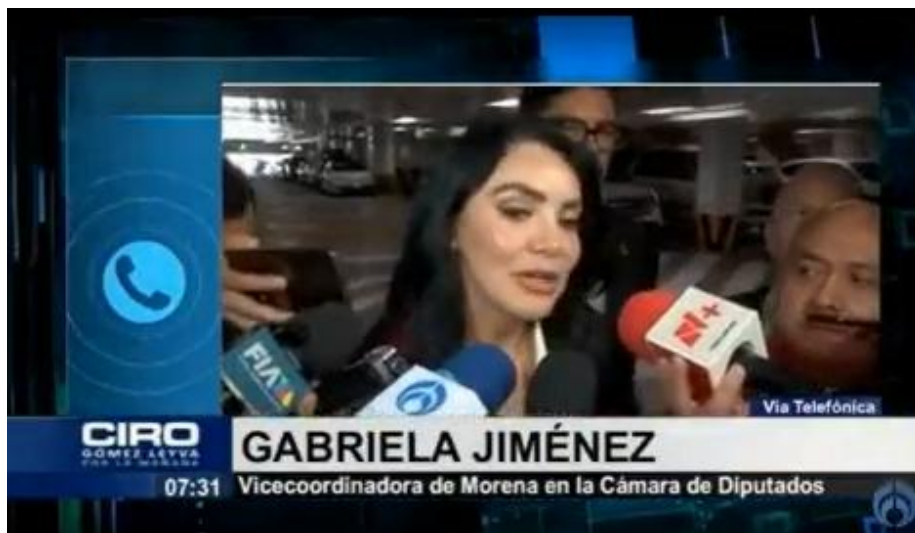 FIA
N+
Vía Telefónica
CIRO
GÓMEZ LEYVA
POR LA MAÑANA
GABRIELA JIMÉNEZ
07:31 Vicecoordinadora de Morena en la Cámara de Diputados